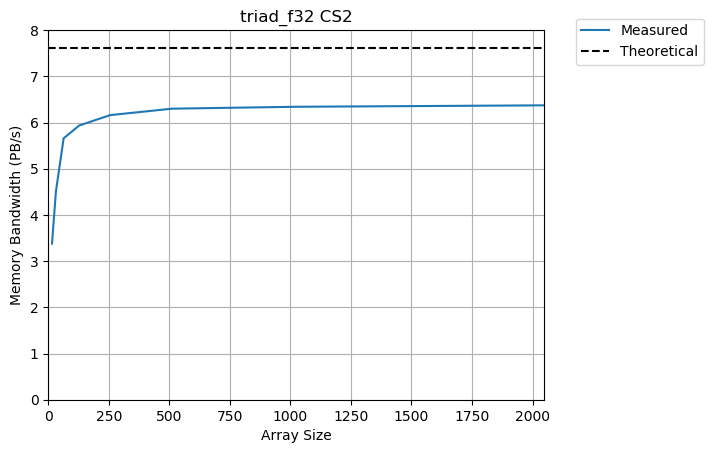 triad_f32 CS2
Measured
Theoretical
Memory Bandwidth (PB/s)
8
7
6
5
4
3
2
1
0
0 250 500 750 1000 1250 1500 1750 2000
Array Size